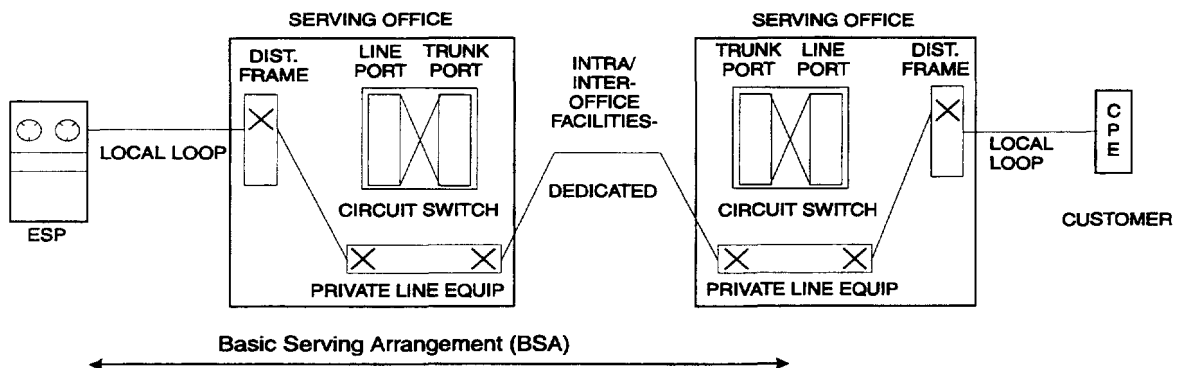 SERVING OFFICE
DIST.
FRAME
LINE
PORT
TRUNK
PORT
LOCAL LOOP
ESP
CIRCUIT SWITCH
PRIVATE LINE EQUIP
INTRA/
INTER-
OFFICE
FACILITIES-
DEDICATED
SERVING OFFICE
TRUNK
PORT
LINE
PORT
DIST.
FRAME
CIRCUIT SWITCH
PRIVATE LINE EQUIP
LOCAL
LOOP
C
P
E
CUSTOMER
Basic Serving Arrangement (BSA)